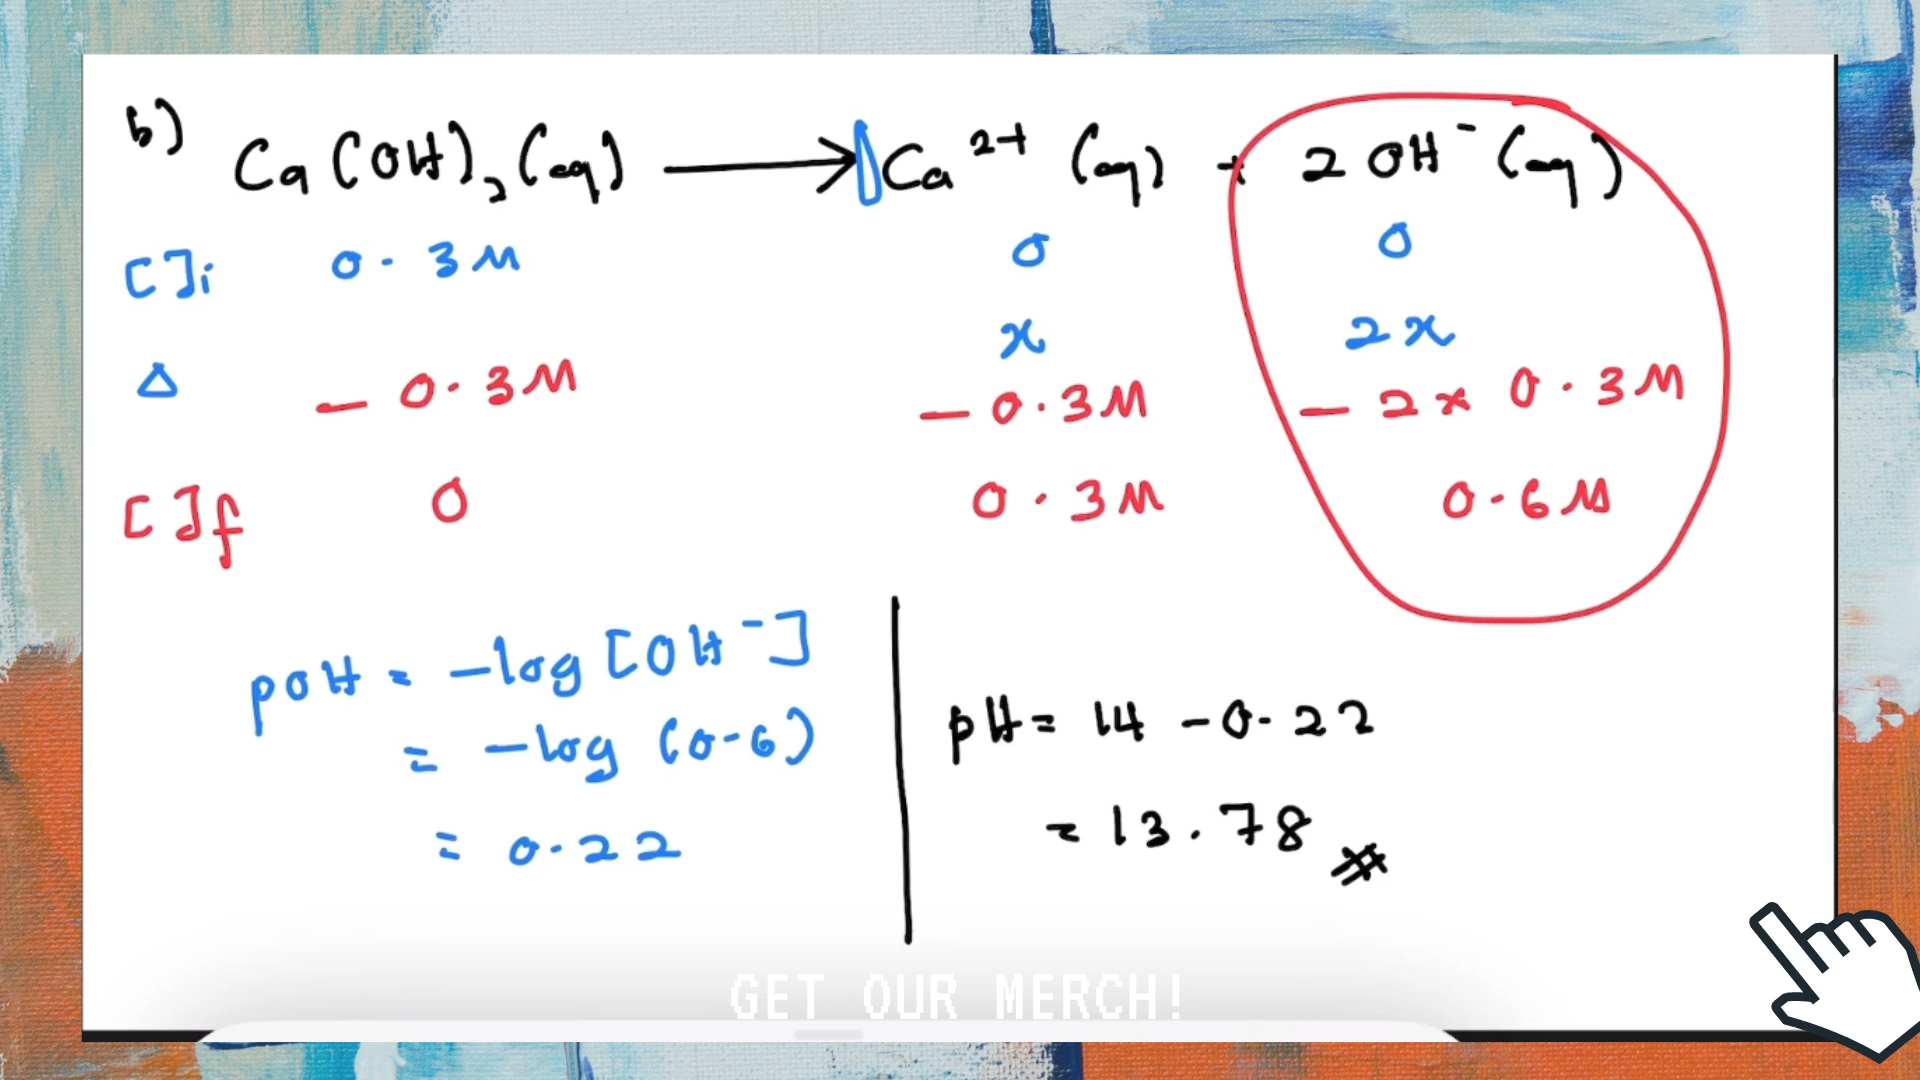 b) Ca(OH)₂(aq) ⟶ Ca²⁺(aq) + 2OH⁻(aq)
[ ]i 0.3M 0 0
Δ x 2x
- 0.3M - 0.3M - 2x 0.3M
[ ]f 0 0.3M 0.6M
pOH = -log[OH⁻]
= -log (0.6)
= 0.22
pH = 14 - 0.22
= 13.78
GET OUR MERCH!